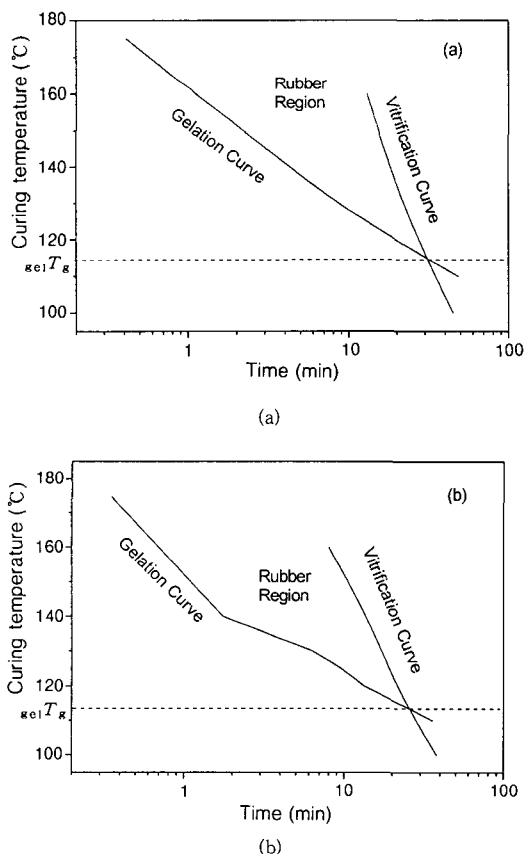 180
(a)
Rubber
Region
160
Gelation Curve
Vitrification Curve
140
Curing temperature (℃)
120
gelTg
100
1
10
100
Time (min)
(a)
180
(b)
Gelation Curve
Rubber
Region
160
Vitrification Curve
140
Curing temperature (℃)
120
gelTg
100
1
10
100
Time (min)
(b)